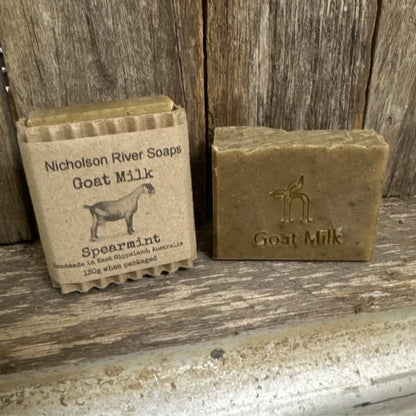 Nicholson River Soaps
Goat Milk
Spearmint
Handmade in East Gippsland, Australia
150g when packaged
n
Goat Milk